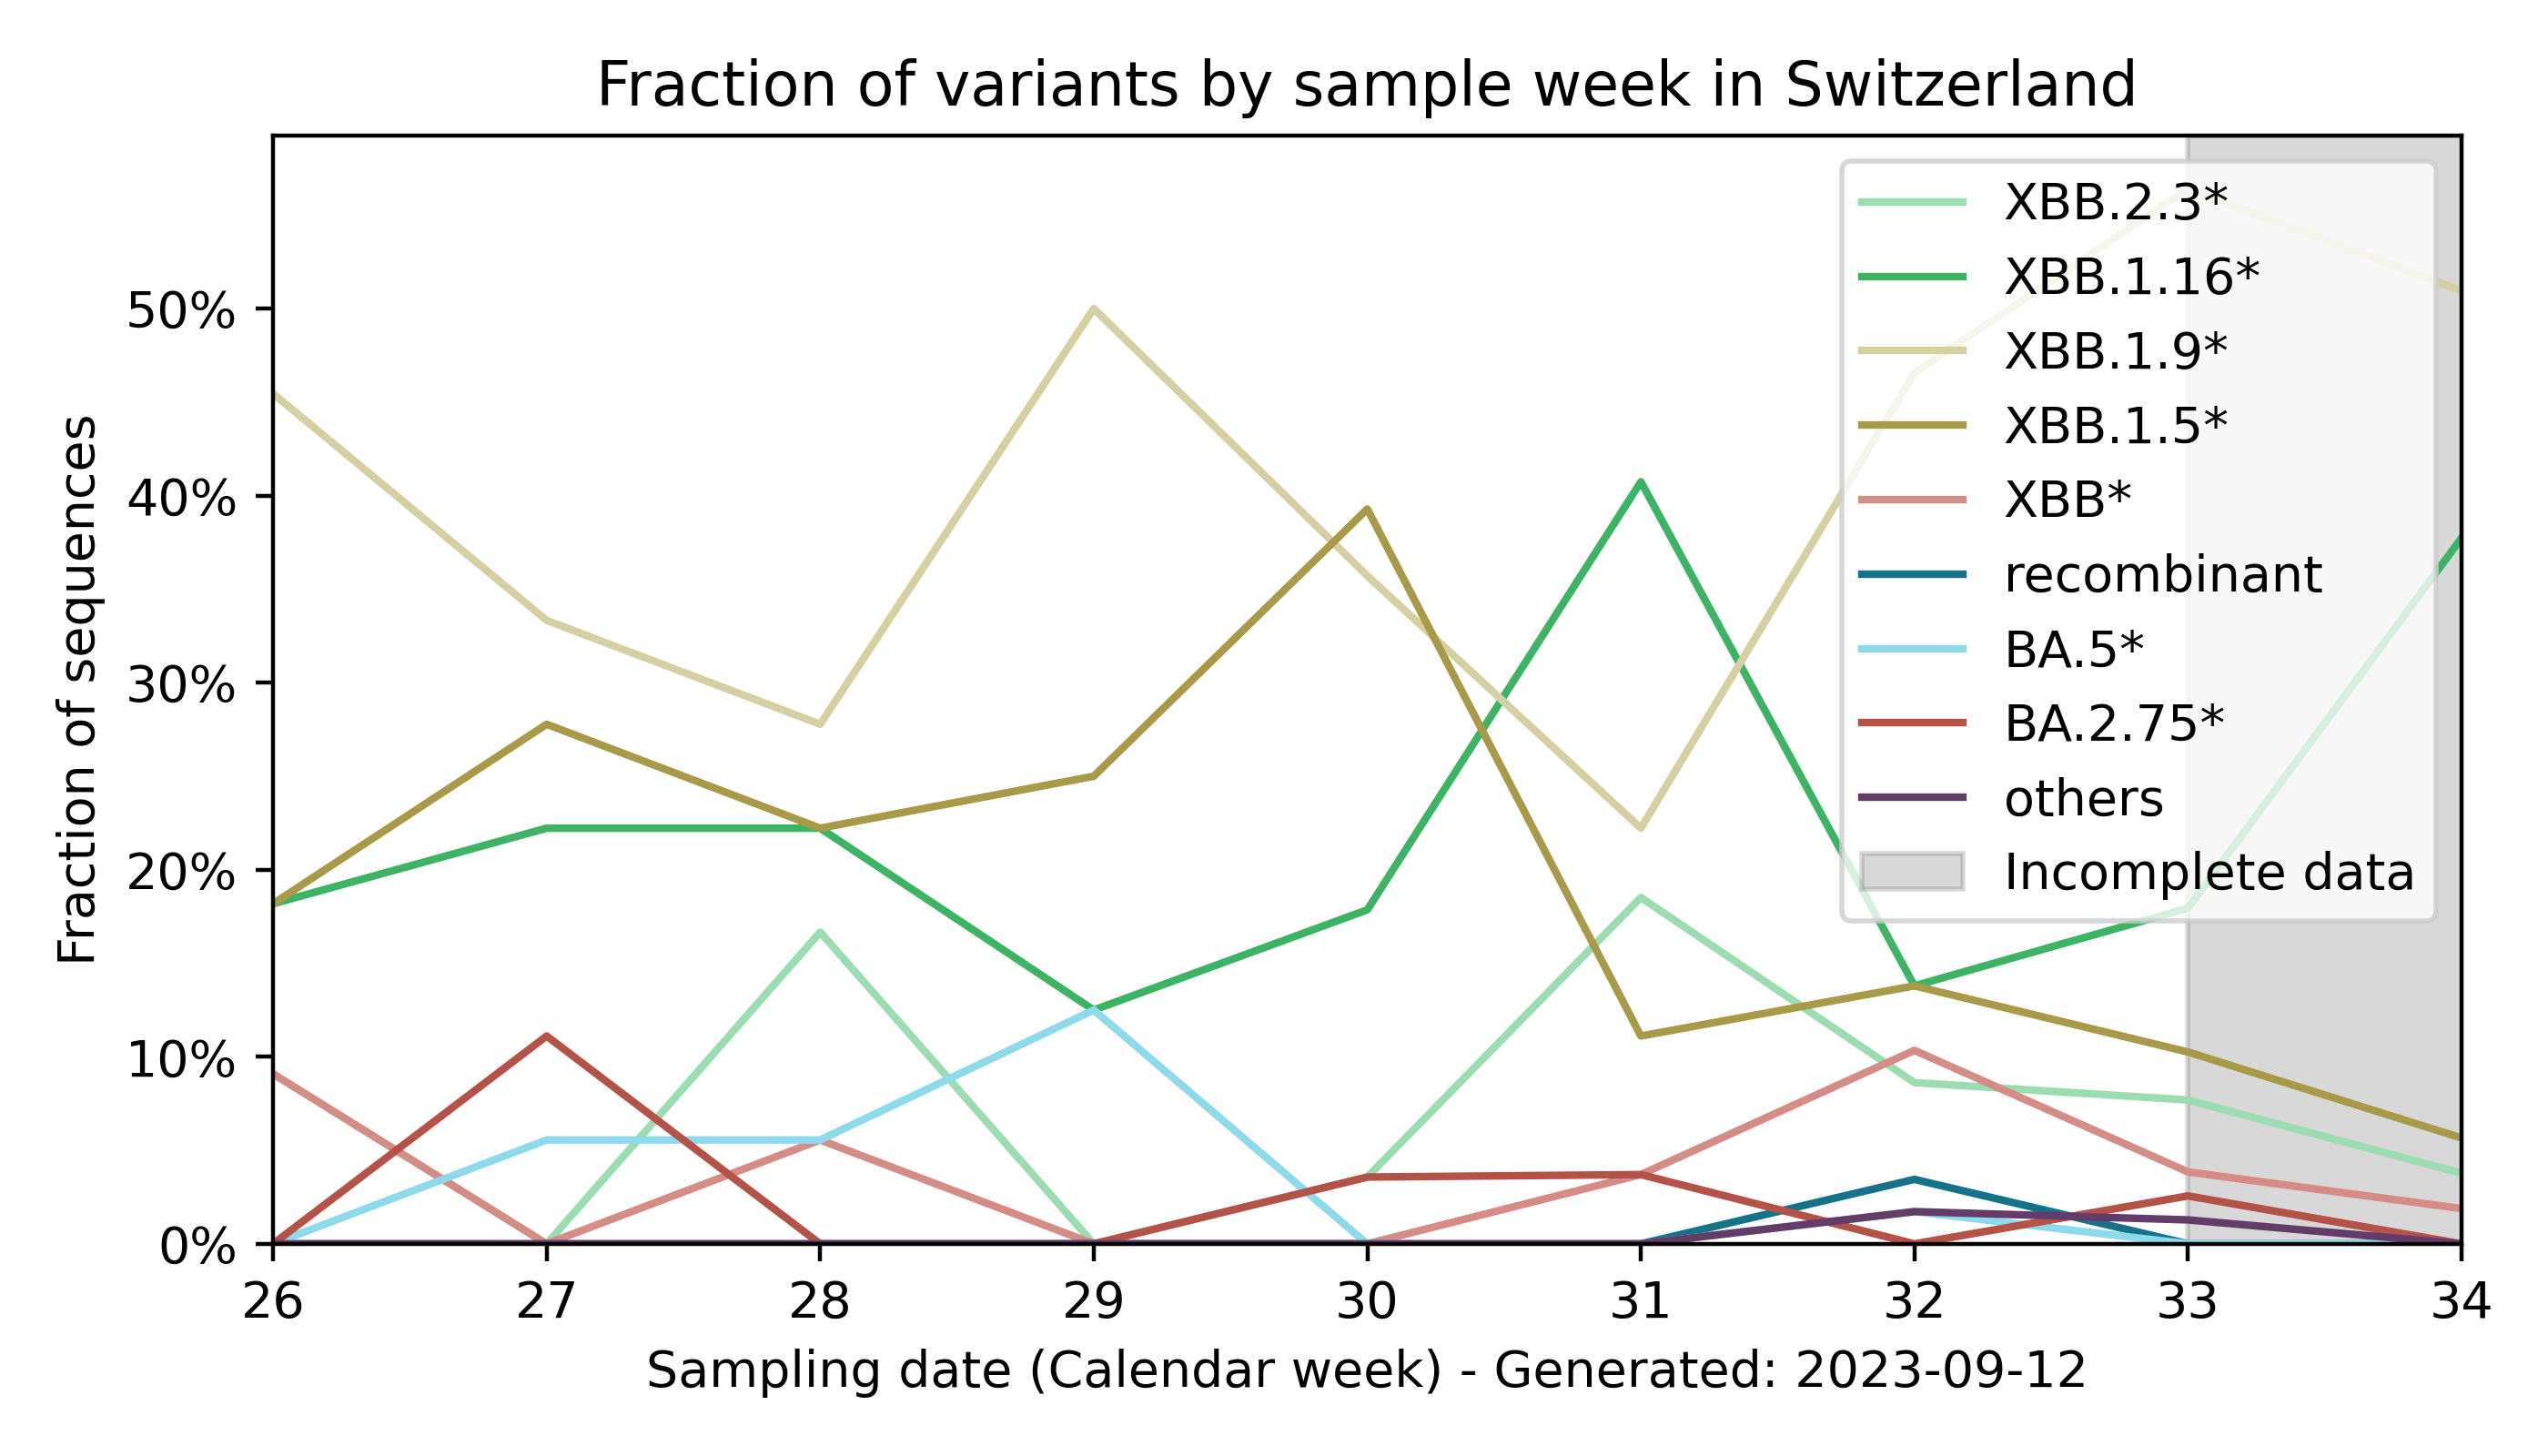 Fraction of variants by sample week in Switzerland
Fraction of sequences
50%
40%
30%
20%
10%
0%
XBB.2.3*
XBB.1.16*
XBB.1.9*
XBB.1.5*
XBB*
recombinant
BA.5*
BA.2.75*
others
Incomplete data
26 27 28 29 30 31 32 33 34
Sampling date (Calendar week) - Generated: 2023-09-12